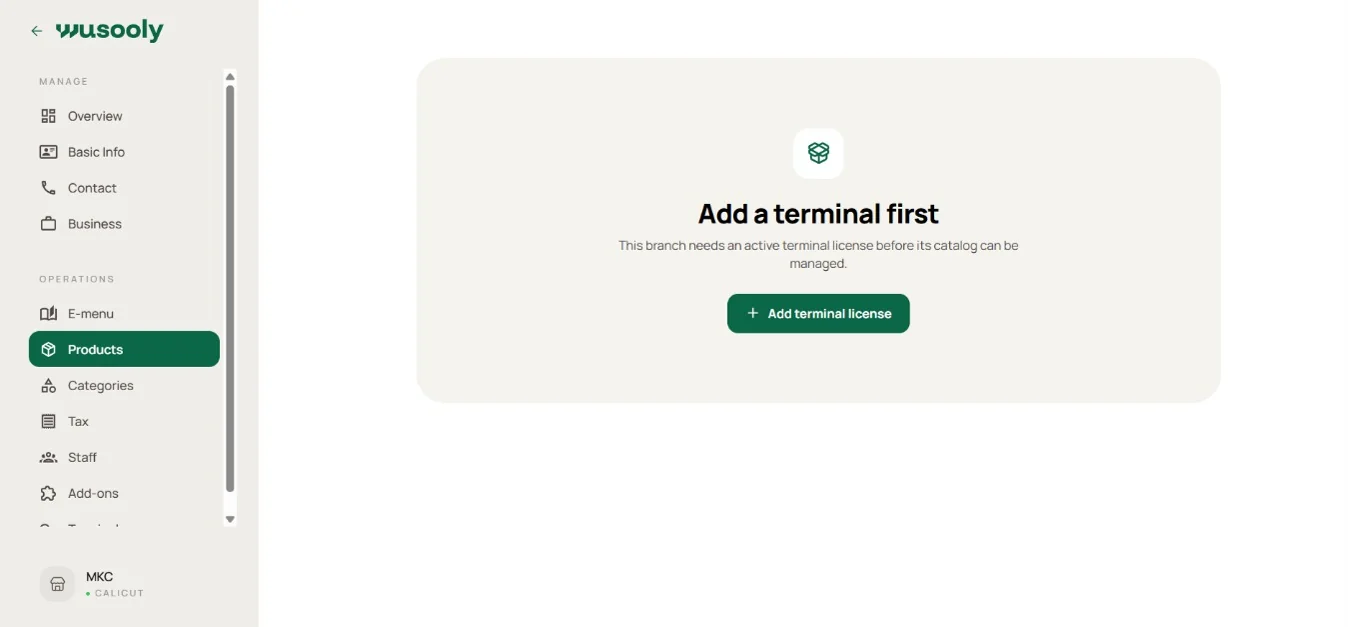 wusooly
MANAGE
Overview
Basic Info
Contact
Business
OPERATIONS
E-menu
Products
Categories
Tax
Staff
Add-ons
MKC
CALICUT
Add a terminal first
This branch needs an active terminal license before its catalog can be
managed.
+ Add terminal license